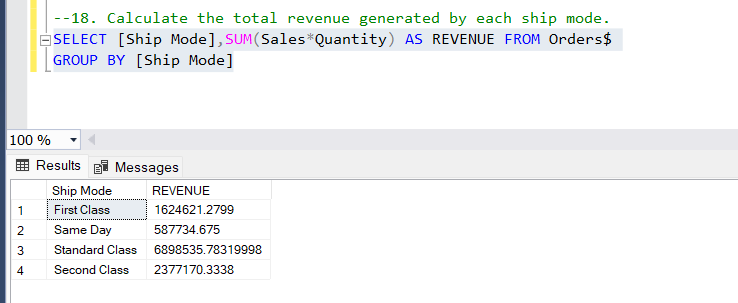 --18. Calculate the total revenue generated by each ship mode.
SELECT [Ship Mode],SUM(Sales*Quantity) AS REVENUE FROM Orders$
GROUP BY [Ship Mode]
100 %
Results Messages
Ship Mode REVENUE
1 First Class 1624621.2799
2 Same Day 587734.675
3 Standard Class 6898535.78319998
4 Second Class 2377170.3338